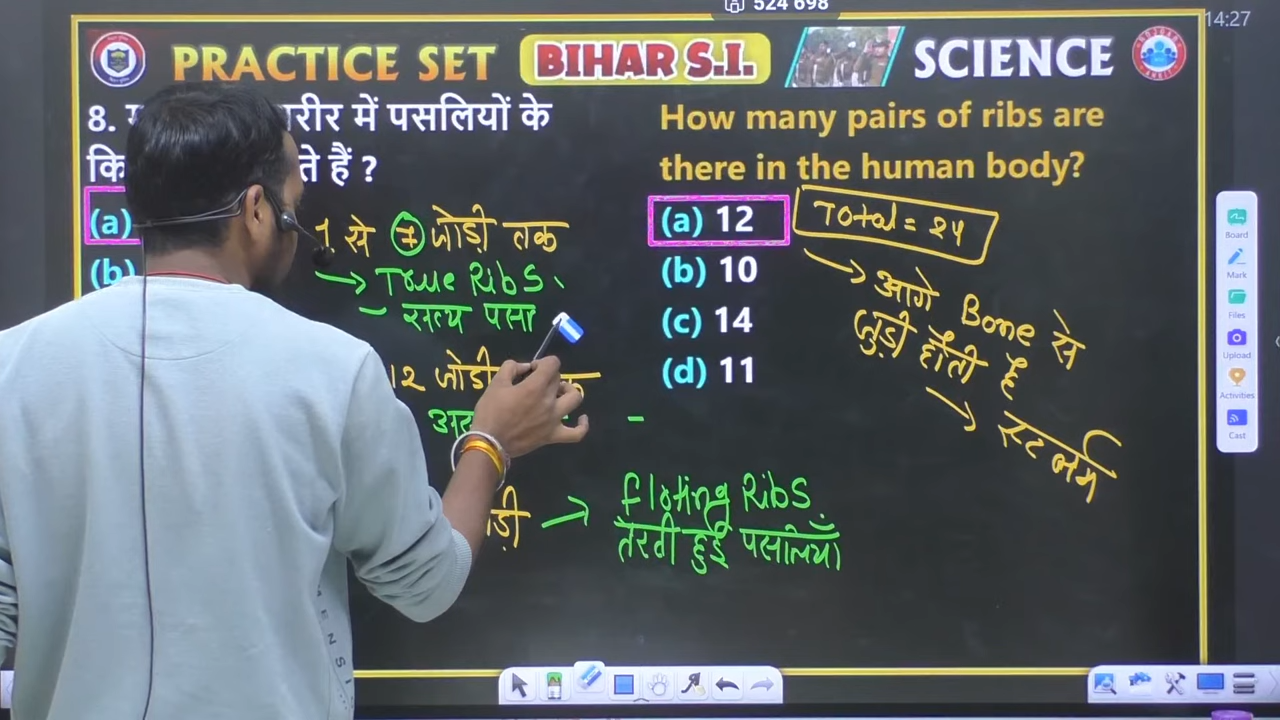 524 698
14:27
PRACTICE SET BIHAR S.I. SCIENCE
8. रीर में पसलियों के
कि ते हैं ?
(a)
(b)
How many pairs of ribs are
there in the human body?
(a) 12
(b) 10
(c) 14
(d) 11
Total = 24
→ आगे Bone से
जुड़ी होती है
→ स्टर्नम
1 से 7 जोड़ी तक
→ True Ribs
- सत्य पसा
12 जोड़ी
ड़ी → floting Ribs
तैरती हुई पसलियाँ
Board
Mark
Files
Upload
Activities
Cast
MENSI